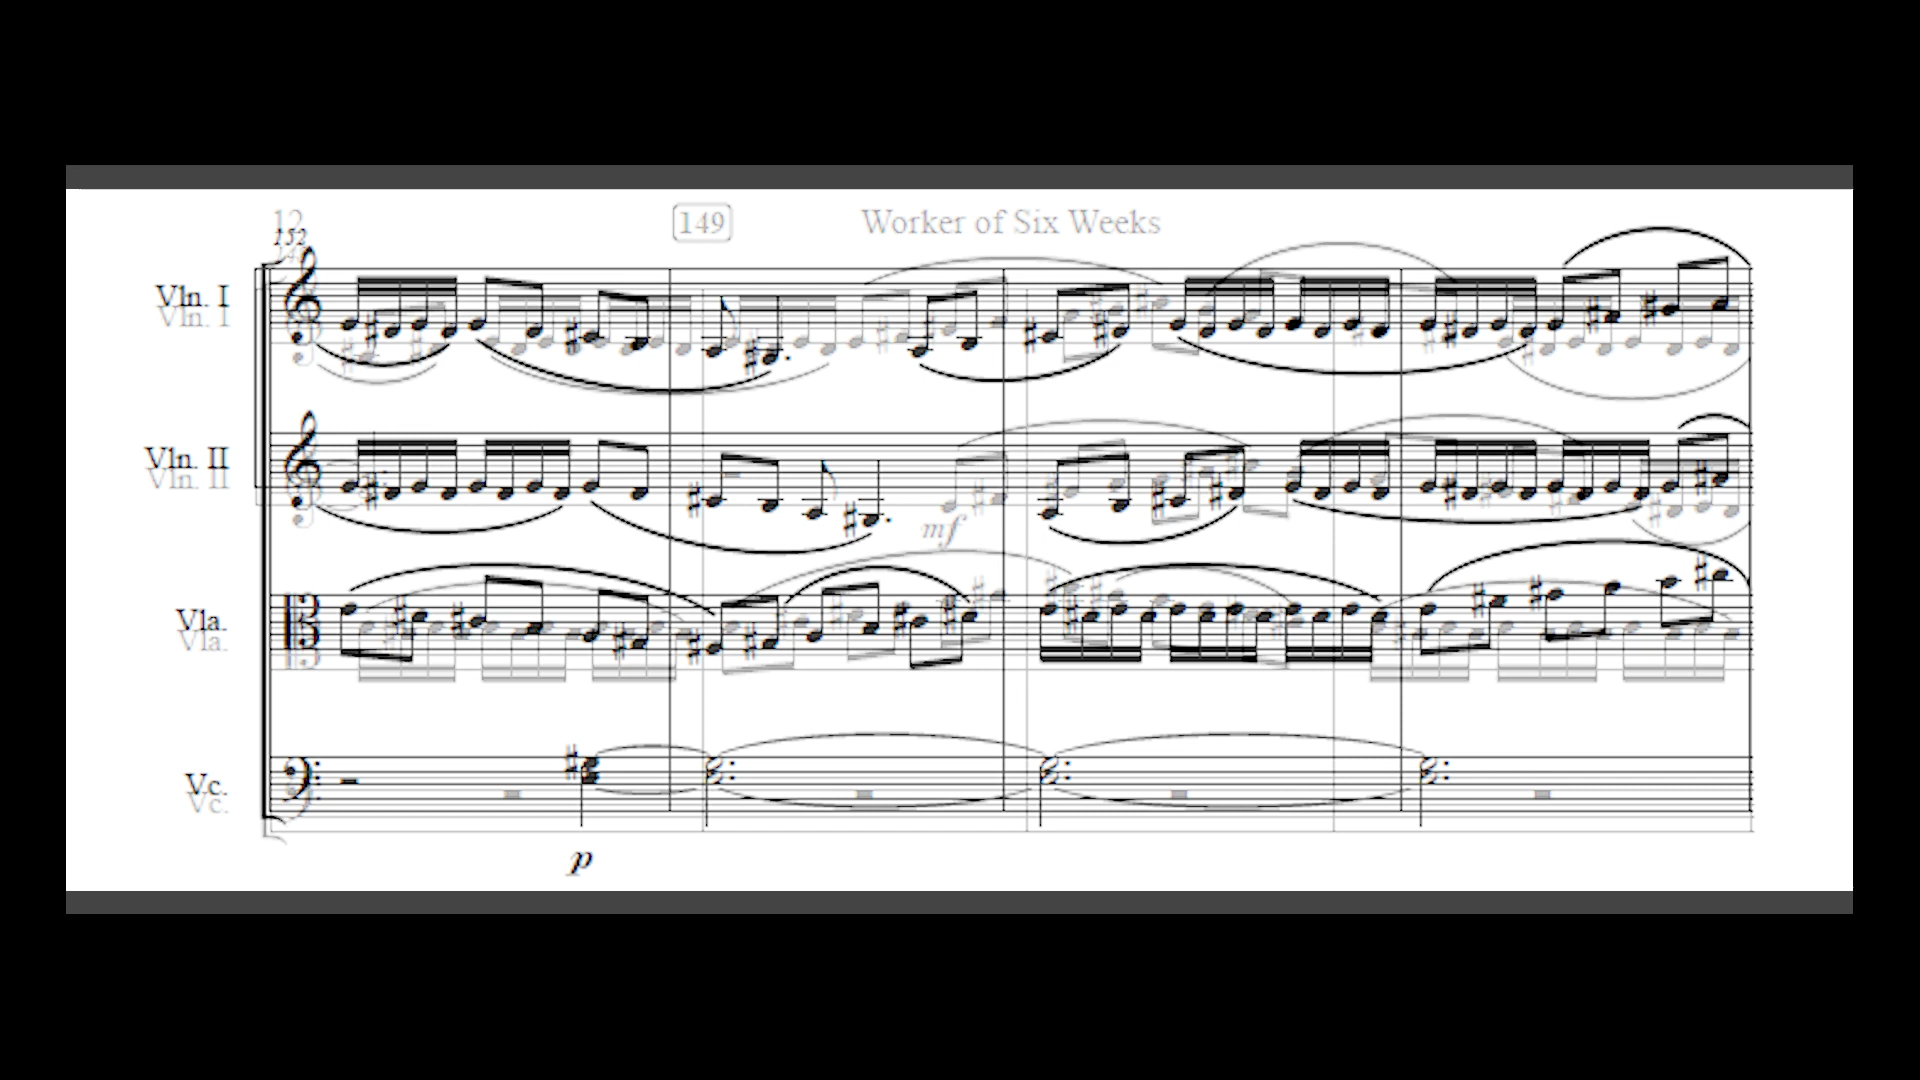 12
149 Worker of Six Weeks
152
Vln. I
Vln. I
Vln. II
Vln. II
mf
Vla.
Vla.
Vc.
Vc.
p